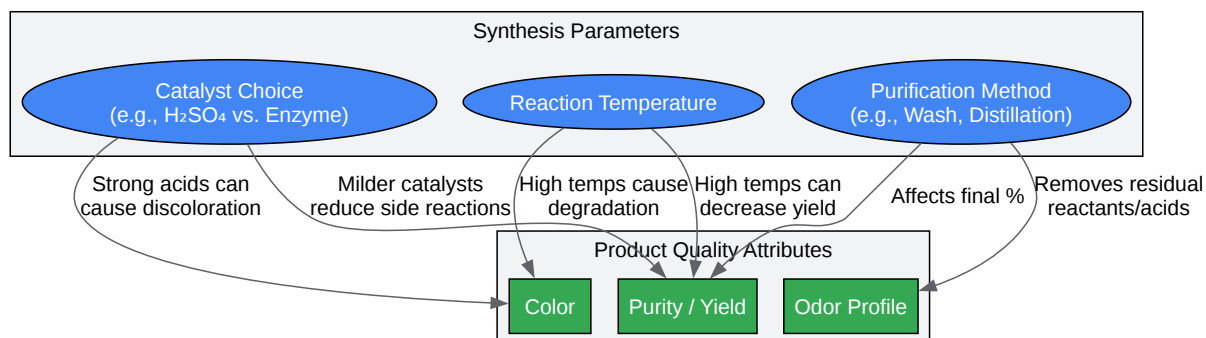 Synthesis Parameters
Catalyst Choice
(e.g., H₂SO₄ vs. Enzyme)
Reaction Temperature
Purification Method
(e.g., Wash, Distillation)
Strong acids can
cause discoloration
Milder catalysts
reduce side reactions
High temps cause
degradation
High temps can
decrease yield
Affects final %
Removes residual
reactants/acids
Product Quality Attributes
Color
Purity / Yield
Odor Profile